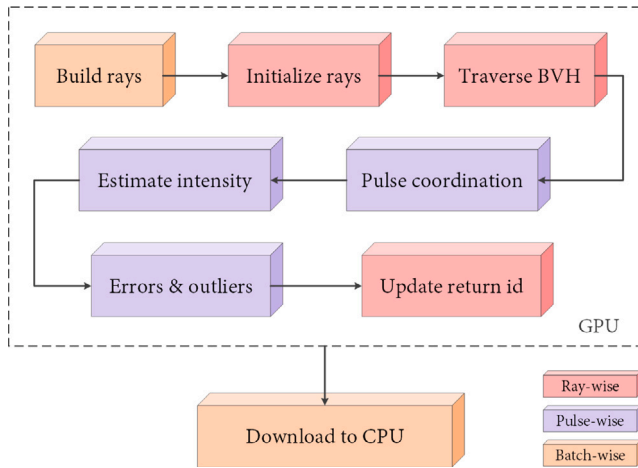 Build rays
Initialize rays
Traverse BVH
Estimate intensity
Pulse coordination
Errors & outliers
Update return id
GPU
Download to CPU
Ray-wise
Pulse-wise
Batch-wise